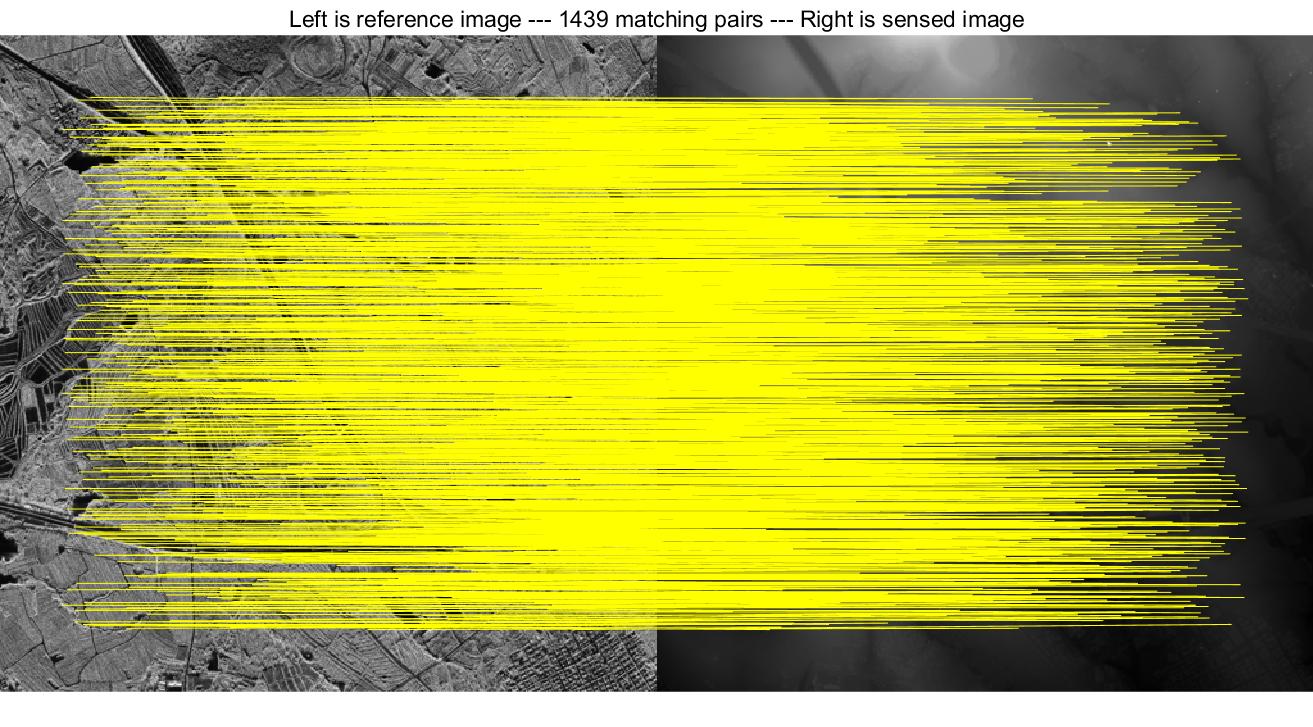 Left is reference image --- 1439 matching pairs --- Right is sensed image